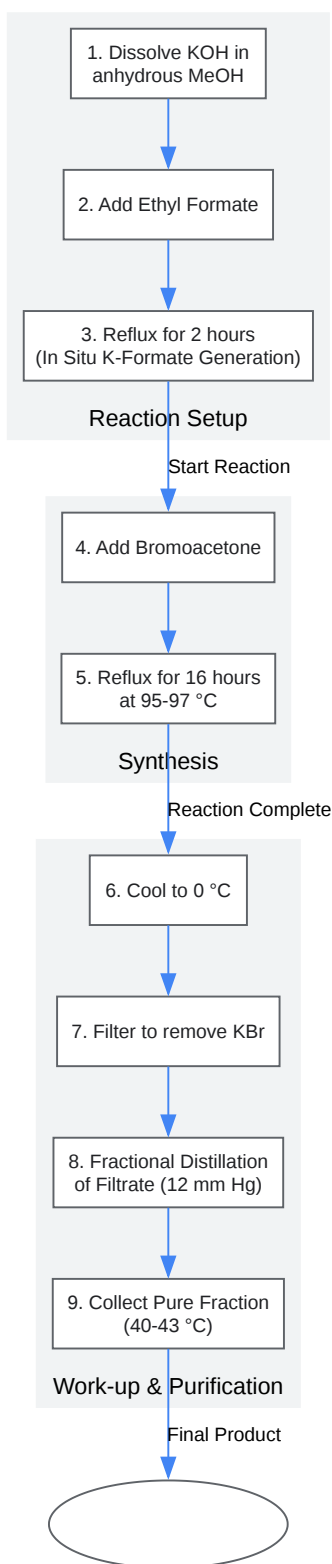 1. Dissolve KOH in
anhydrous MeOH
2. Add Ethyl Formate
3. Reflux for 2 hours
(In Situ K-Formate Generation)
Reaction Setup
Start Reaction
4. Add Bromoacetone
5. Reflux for 16 hours
at 95-97 °C
Synthesis
Reaction Complete
6. Cool to 0 °C
7. Filter to remove KBr
8. Fractional Distillation
of Filtrate (12 mm Hg)
9. Collect Pure Fraction
(40-43 °C)
Work-up & Purification
Final Product